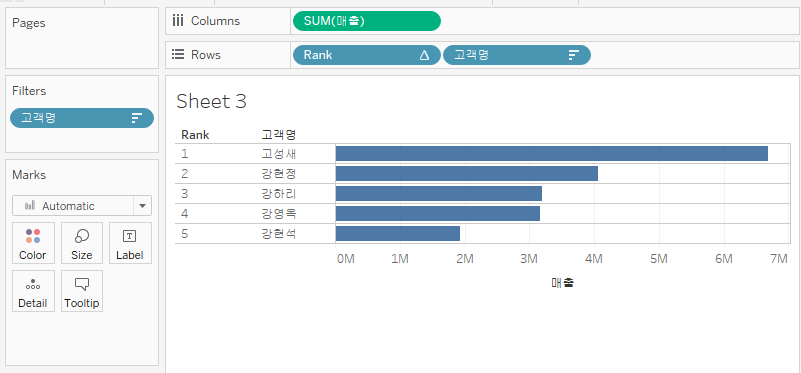 Pages
Columns
SUM(매출)
Rows
Rank
고객명
Filters
고객명
Marks
Automatic
Color
Size
Label
Detail
Tooltip
Sheet 3
Rank 고객명
1 고성새
2 강현정
3 강하리
4 강영옥
5 강현석
0M 1M 2M 3M 4M 5M 6M 7M
매출